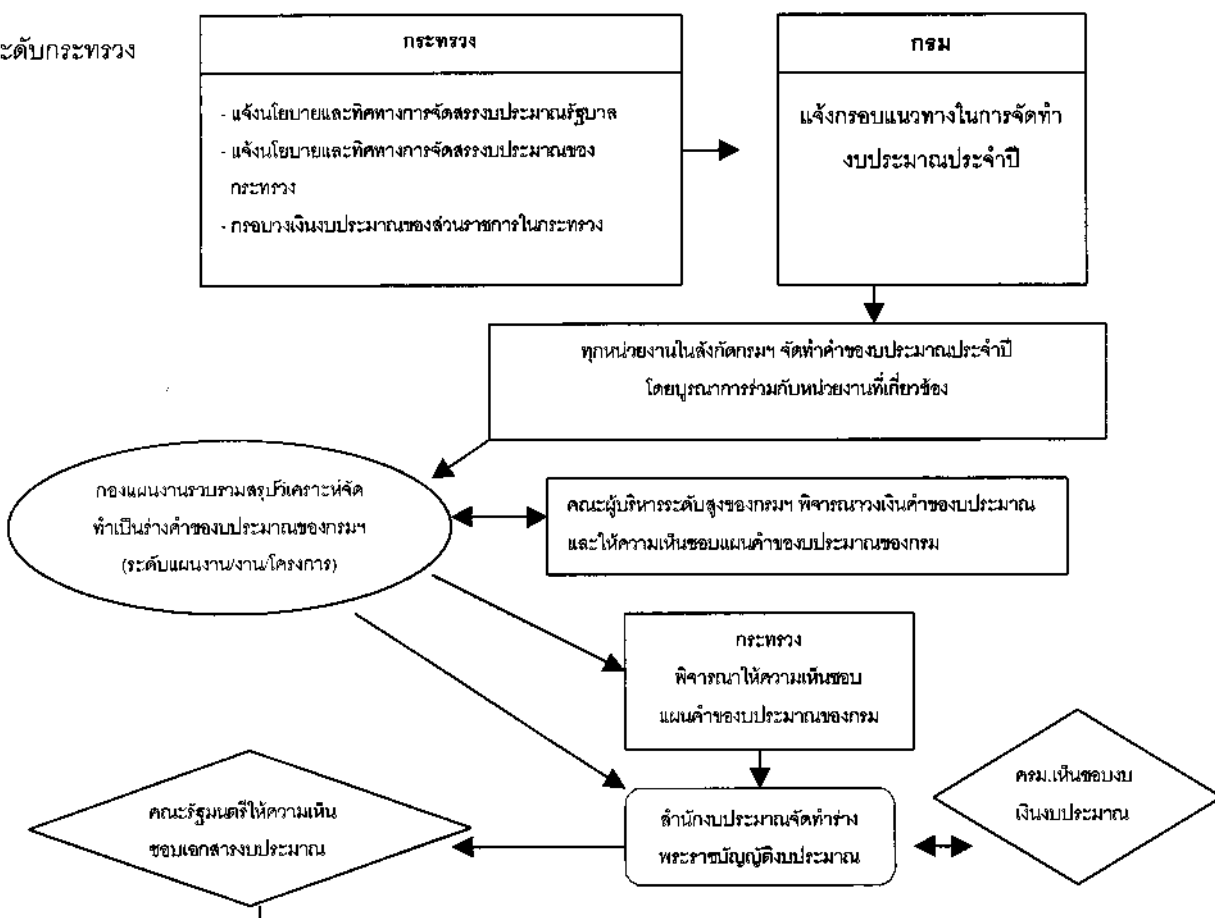 ะดับกระทรวง
กระทรวง
- แจ้งนโยบายและทิศทางการจัดสรรงบประมาณรัฐบาล
- แจ้งนโยบายและทิศทางการจัดสรรงบประมาณของ
กระทรวง
- กรอบวงเงินงบประมาณของส่วนราชการในกระทรวง
กรม
แจ้งกรอบแนวทางในการจัดทำ
งบประมาณประจำปี
ทุกหน่วยงานในสังกัดกรมฯ จัดทำคำของบประมาณประจำปี
โดยบูรณาการร่วมกับหน่วยงานที่เกี่ยวข้อง
กองแผนงานรวบรวมสรุปวิเคราะห์จัด
ทำเป็นร่างคำของบประมาณของกรมฯ
(ระดับแผนงาน/งาน/โครงการ)
คณะผู้บริหารระดับสูงของกรมฯ พิจารณาวงเงินคำของบประมาณ
และให้ความเห็นชอบแผนคำของบประมาณของกรม
กระทรวง
พิจารณาให้ความเห็นชอบ
แผนคำของบประมาณของกรม
คณะรัฐมนตรีให้ความเห็น
ชอบเอกสารงบประมาณ
สำนักงบประมาณจัดทำร่าง
พระราชบัญญัติงบประมาณ
ครม.เห็นชอบงบ
เงินงบประมาณ